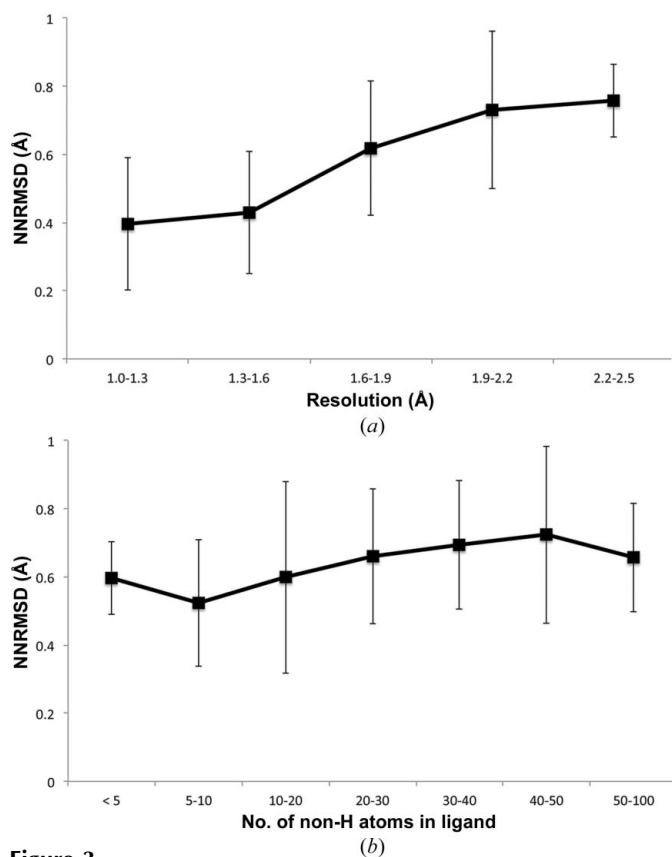 1
0.8
0.6
0.4
0.2
0
NNRMSD (Å)
1.0-1.3 1.3-1.6 1.6-1.9 1.9-2.2 2.2-2.5
Resolution (Å)
(a)
1
0.8
0.6
0.4
0.2
0
NNRMSD (Å)
< 5 5-10 10-20 20-30 30-40 40-50 50-100
No. of non-H atoms in ligand
(b)